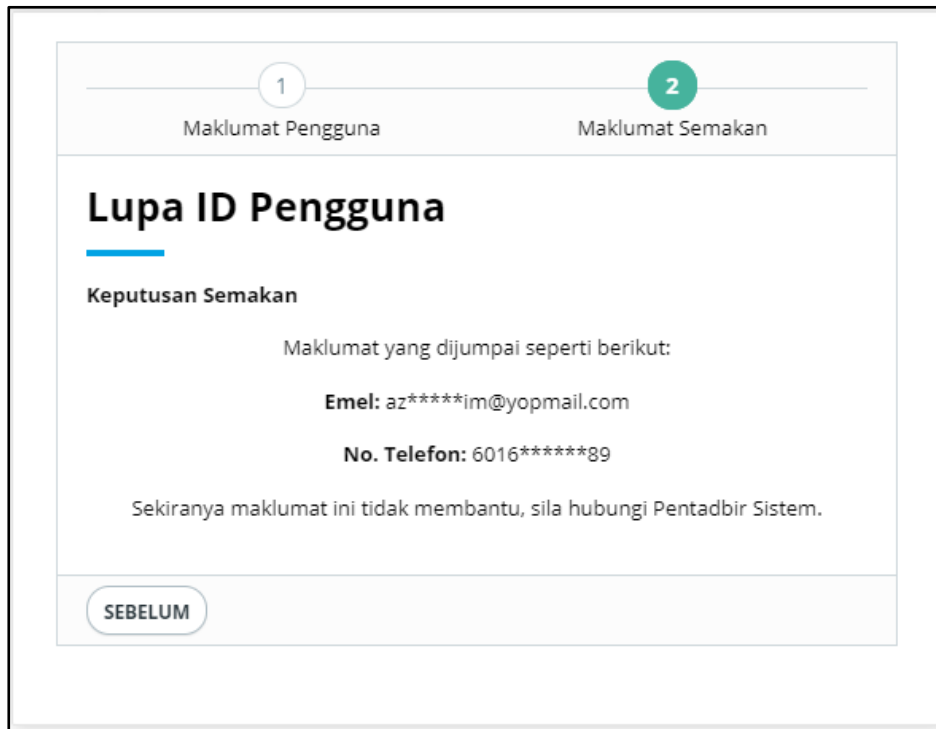 1
Maklumat Pengguna
2
Maklumat Semakan
Lupa ID Pengguna
Keputusan Semakan
Maklumat yang dijumpai seperti berikut:
Emel: az*****im@yopmail.com
No. Telefon: 6016******89
Sekiranya maklumat ini tidak membantu, sila hubungi Pentadbir Sistem.
SEBELUM